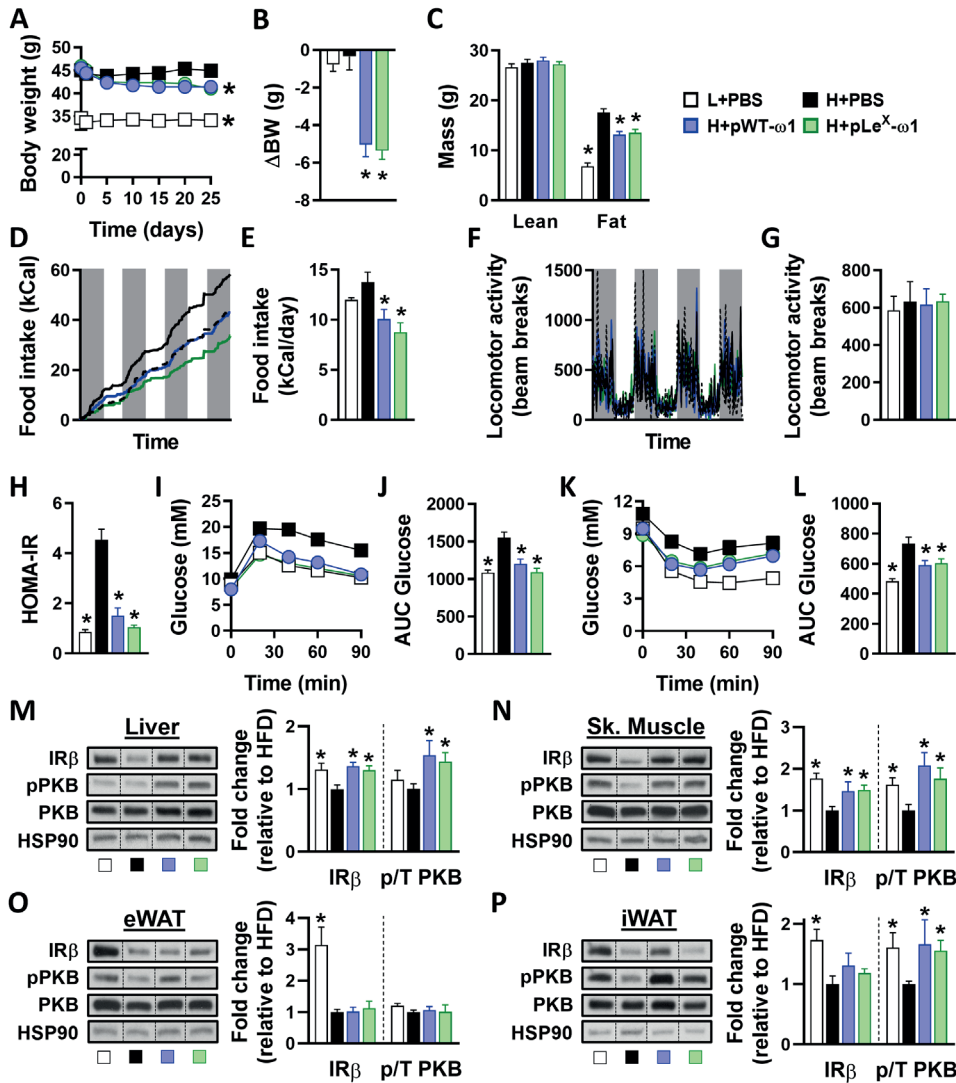 A
Body weight (g)
50
45
40
35
20
0
0 5 10 15 20 25
Time (days)
*
*
B
ΔBW (g)
0
-2
-4
-6
-8
* *
C
Mass (g)
30
20
10
0
Lean Fat
* * *
L+PBS H+PBS
H+pWT-ω1 H+pLeX-ω1
D
Food intake (kCal)
60
40
20
0
Time
E
Food intake
(kCal/day)
15
10
5
0
* *
F
Locomotor activity
(beam breaks)
1500
1000
500
0
Time
G
Locomotor activity
(beam breaks)
800
600
400
200
0
H
HOMA-IR
6
4
2
0
* * *
I
Glucose (mM)
25
20
15
10
5
0
0 30 60 90
Time (min)
J
AUC Glucose
2000
1500
1000
500
0
* * *
K
Glucose (mM)
12
9
6
3
0
0 30 60 90
Time (min)
L
AUC Glucose
1000
800
600
400
200
0
* * *
M
Liver
IRβ
pPKB
PKB
HSP90
Fold change
(relative to HFD)
2
1
0
* * * * *
IRβ p/T PKB
N
Sk. Muscle
IRβ
pPKB
PKB
HSP90
Fold change
(relative to HFD)
3
2
1
0
* * * * * *
IRβ p/T PKB
O
eWAT
IRβ
pPKB
PKB
HSP90
Fold change
(relative to HFD)
4
3
2
1
0
*
IRβ p/T PKB
P
iWAT
IRβ
pPKB
PKB
HSP90
Fold change
(relative to HFD)
2
1
0
* * * *
IRβ p/T PKB